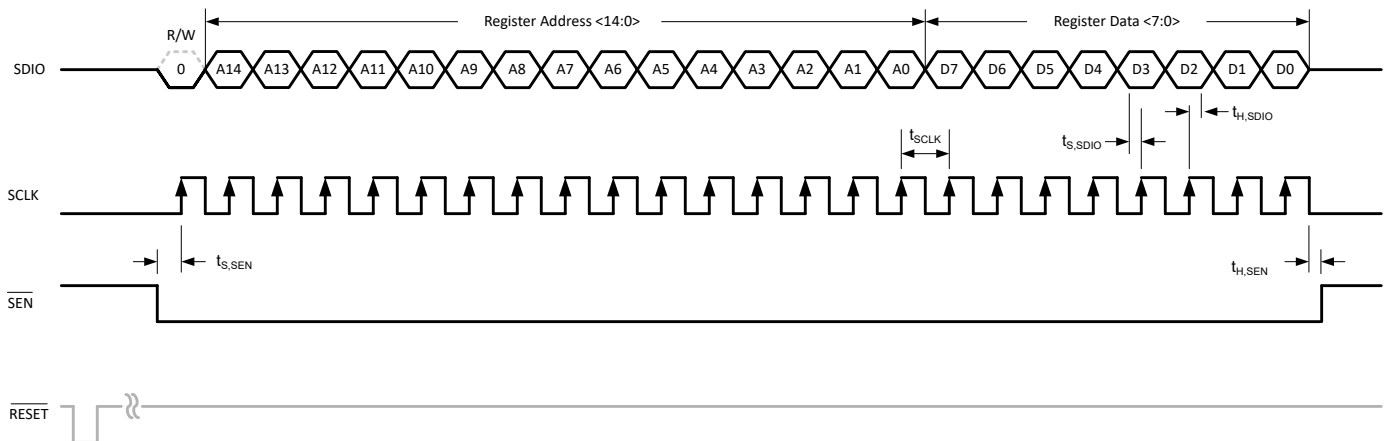 Register Address <14:0>
Register Data <7:0>
R/W
SDIO
0 A14 A13 A12 A11 A10 A9 A8 A7 A6 A5 A4 A3 A2 A1 A0 D7 D6 D5 D4 D3 D2 D1 D0
tH,SDIO
tSCLK
tS,SDIO
SCLK
tS,SEN
tH,SEN
SEN
RESET